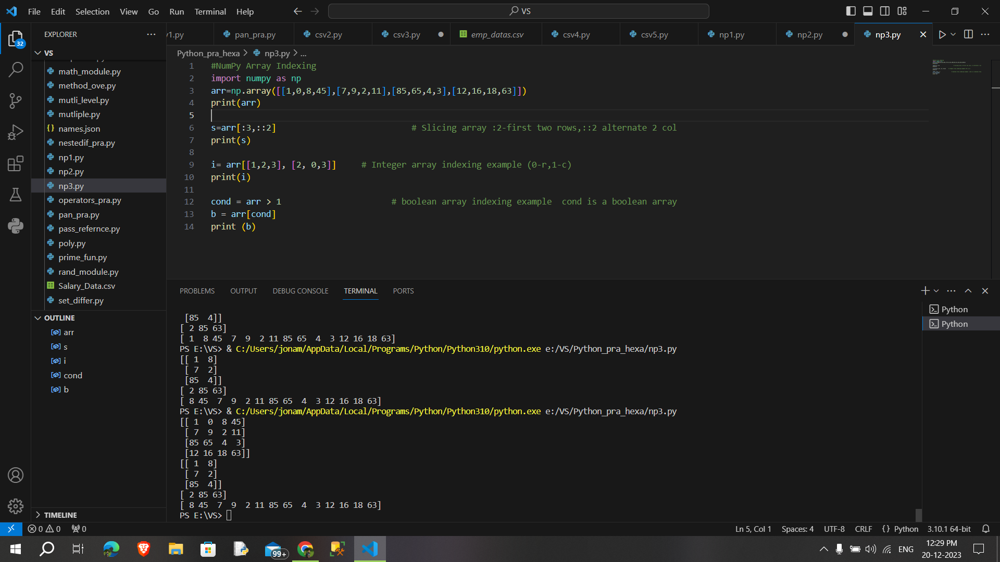 File Edit Selection View Go Run Terminal Help
VS
EXPLORER
VS
math_module.py
method_ove.py
mutli_level.py
mutliple.py
names.json
nestedif_pra.py
np1.py
np2.py
np3.py
operators_pra.py
pan_pra.py
pass_refernce.py
poly.py
prime_fun.py
rand_module.py
Salary_Data.csv
set_differ.py
OUTLINE
arr
s
i
cond
b
TIMELINE
32
pan_pra.py csv2.py csv3.py emp_datas.csv csv4.py csv5.py np1.py np2.py np3.py
Python_pra_hexa > np3.py > ...
1 #NumPy Array Indexing
2 import numpy as np
3 arr=np.array([[1,0,8,45],[7,9,2,11],[85,65,4,3],[12,16,18,63]])
4 print(arr)
5
6 s=arr[:3,::2] # Slicing array :2-first two rows,::2 alternate 2 col
7 print(s)
8
9 i= arr[[1,2,3], [2, 0,3]] # Integer array indexing example (0-r,1-c)
10 print(i)
11
12 cond = arr > 1 # boolean array indexing example  cond is a boolean array
13 b = arr[cond]
14 print (b)
PROBLEMS OUTPUT DEBUG CONSOLE TERMINAL PORTS
Python
Python
[85  4]]
[ 2 85 63]
[ 1  8 45  7  9  2 11 85 65  4  3 12 16 18 63]
PS E:\VS> & C:/Users/jonam/AppData/Local/Programs/Python/Python310/python.exe e:/VS/Python_pra_hexa/np3.py
[[ 1  8]
[ 7  2]
[85  4]]
[ 2 85 63]
[ 8 45  7  9  2 11 85 65  4  3 12 16 18 63]
PS E:\VS> & C:/Users/jonam/AppData/Local/Programs/Python/Python310/python.exe e:/VS/Python_pra_hexa/np3.py
[[ 1  0  8 45]
[ 7  9  2 11]
[85 65  4  3]
[12 16 18 63]]
[[ 1  8]
[ 7  2]
[85  4]]
[ 2 85 63]
[ 8 45  7  9  2 11 85 65  4  3 12 16 18 63]
PS E:\VS>
0 0 0 Ln 5, Col 1 Spaces: 4 UTF-8 CRLF {} Python 3.10.1 64-bit
99+ ENG
12:29 PM
20-12-2023